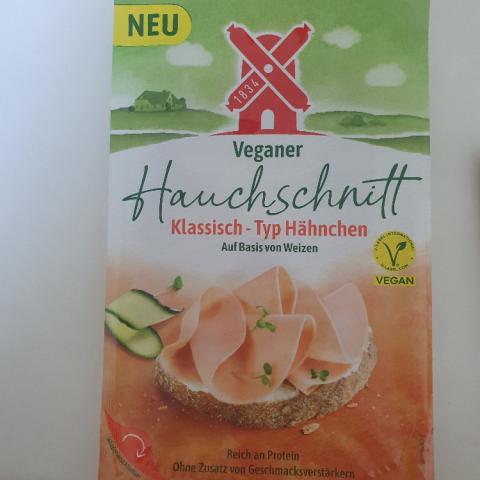 NEU
1834
Veganer
Hauchschnitt
Klassisch - Typ Hähnchen
Auf Basis von Weizen
VEGAN
Reich an Protein
Ohne Zusatz von Geschmacksverstärkern